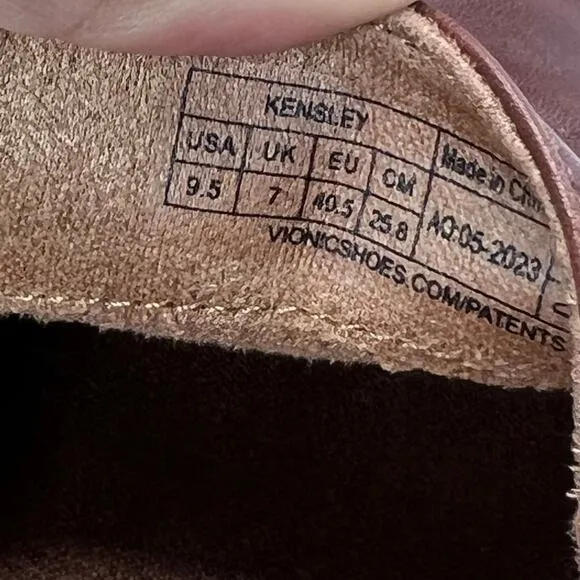 KENSLEY
Made in
USA UK EU CM
9.5 7 40.5 25.8
AO:05-2023
VIONICSHOES.COM/PATENTS